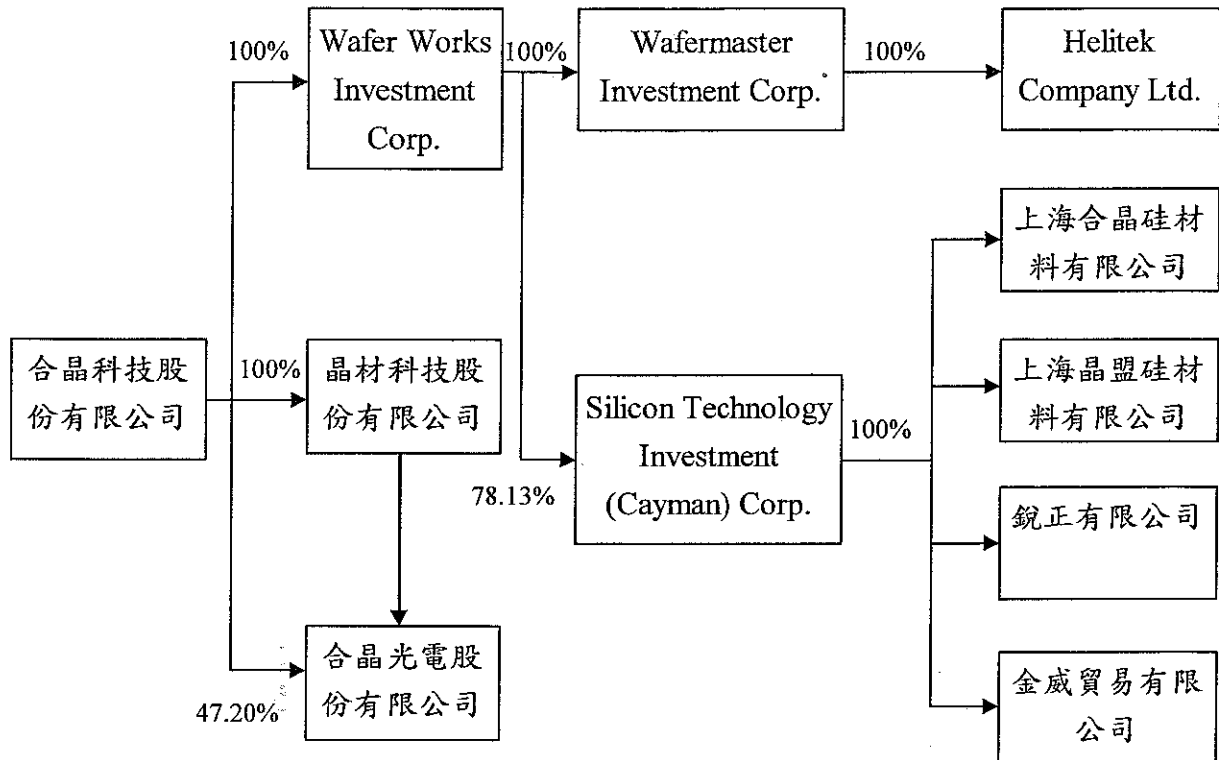 100%
Wafer Works
Investment
Corp.
100%
Wafermaster
Investment Corp.
100%
Helitek
Company Ltd.
上海合晶硅材
料有限公司
合晶科技股
份有限公司
100%
晶材科技股
份有限公司
78.13%
Silicon Technology
Investment
(Cayman) Corp.
100%
上海晶盟硅材
料有限公司
銳正有限公司
47.20%
合晶光電股
份有限公司
金威貿易有限
公司